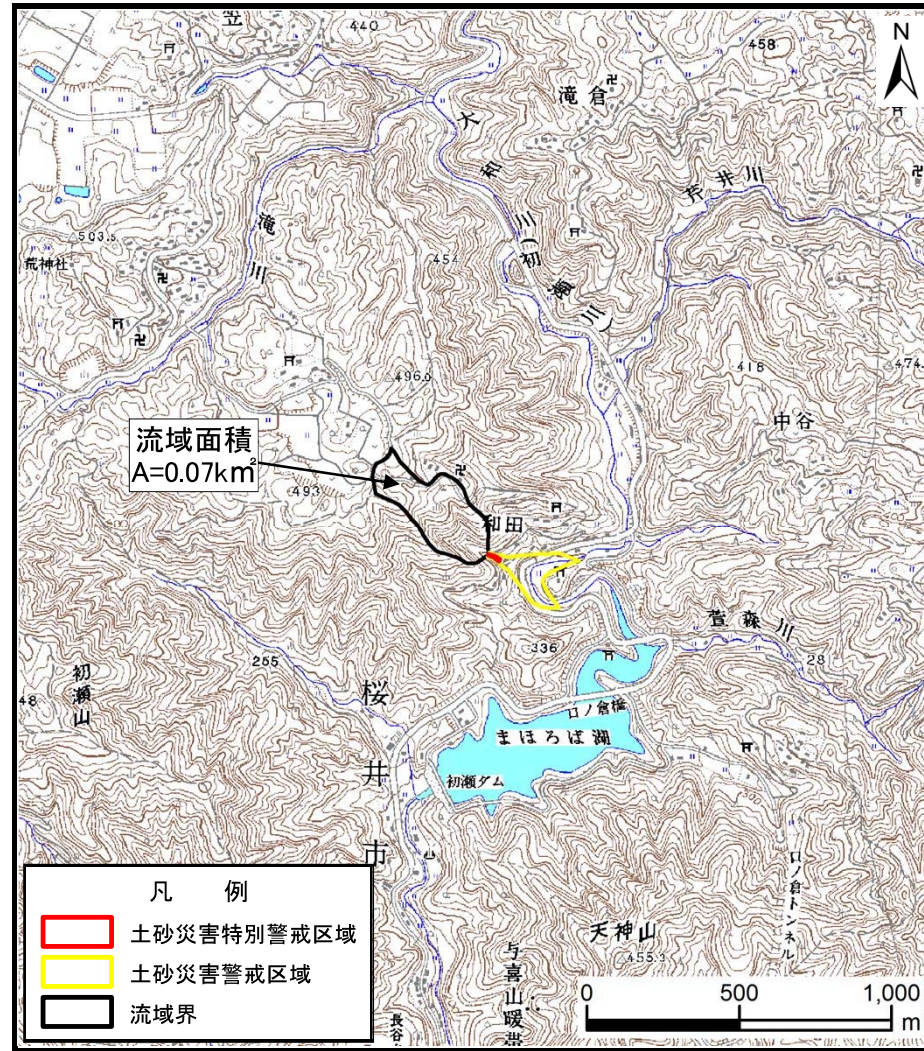 笠
440
N
458
滝倉
大和川(初瀬川)
芹井川
503.5
滝川
454
荒神社
496.0
418
474
中谷
流域面積
A=0.07k㎡
493
和田
336
萱森川
28
255
初瀬山
48
桜井市
口ノ倉橋
まほろば湖
初瀬ダム
口ノ倉トンネル
天神山
455.3
与喜山暖帯
長谷
凡 例
土砂災害特別警戒区域
土砂災害警戒区域
流域界
0 500 1,000
m